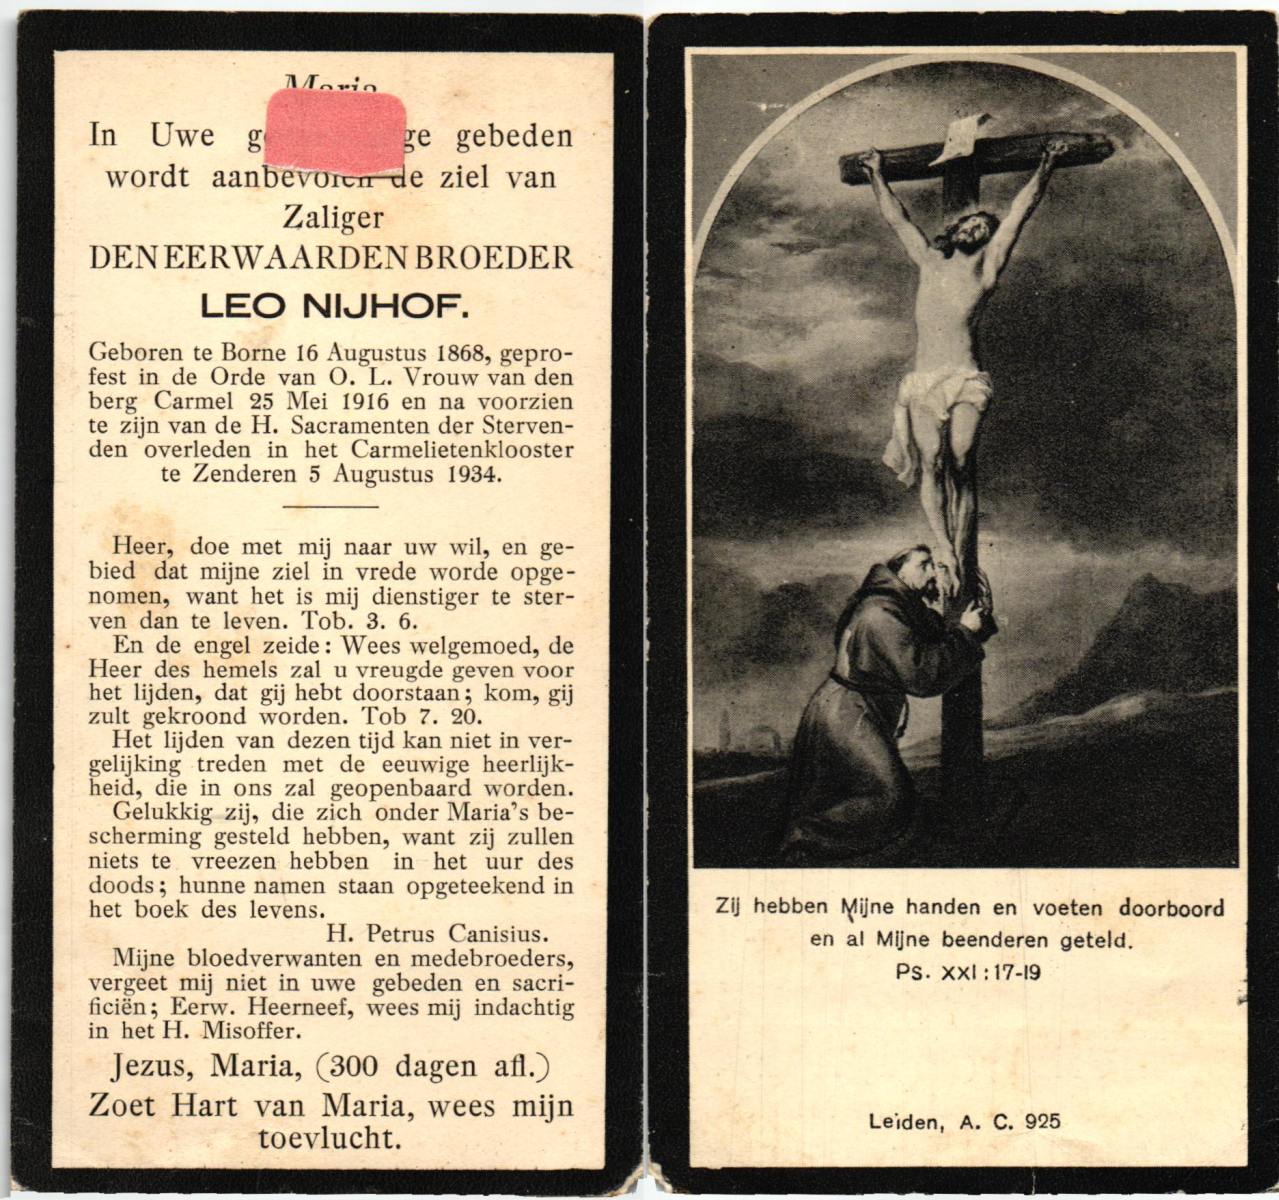 Maria
In Uwe ge gebeden
wordt aanbevolen de ziel van
Zaliger
DEN EERWAARDEN BROEDER
LEO NIJHOF.
Geboren te Borne 16 Augustus 1868, gepro-
fest in de Orde van O. L. Vrouw van den
berg Carmel 25 Mei 1916 en na voorzien
te zijn van de H. Sacramenten der Sterven-
den overleden in het Carmelietenklooster
te Zenderen 5 Augustus 1934.
Heer, doe met mij naar uw wil, en ge-
bied dat mijne ziel in vrede worde opge-
nomen, want het is mij dienstiger te ster-
ven dan te leven. Tob. 3. 6.
En de engel zeide: Wees welgemoed, de
Heer des hemels zal u vreugde geven voor
het lijden, dat gij hebt doorstaan; kom, gij
zult gekroond worden. Tob 7. 20.
Het lijden van dezen tijd kan niet in ver-
gelijking treden met de eeuwige heerlijk-
heid, die in ons zal geopenbaard worden.
Gelukkig zij, die zich onder Maria's be-
scherming gesteld hebben, want zij zullen
niets te vreezen hebben in het uur des
doods; hunne namen staan opgeteekend in
het boek des levens.
H. Petrus Canisius.
Mijne bloedverwanten en medebroeders,
vergeet mij niet in uwe gebeden en sacri-
ficiën; Eerw. Heerneef, wees mij indachtig
in het H. Misoffer.
Jezus, Maria, (300 dagen afl.)
Zoet Hart van Maria, wees mijn
toevlucht.
Zij hebben Mijne handen en voeten doorboord
en al Mijne beenderen geteld.
Ps. XXI : 17-19
Leiden, A. C. 925